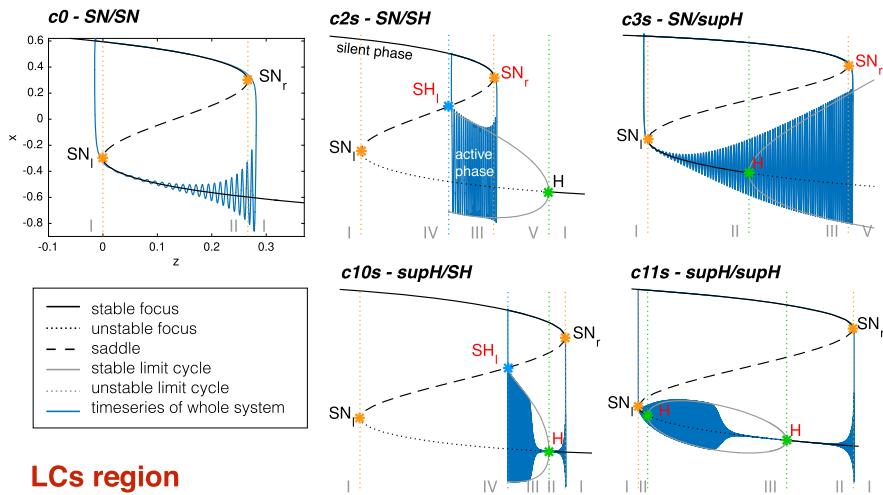 c0 - SN/SN
c2s - SN/SH
c3s - SN/supH
0.6
0.4
0.2
0
-0.2
-0.4
-0.6
-0.8
x
SN_r
SN_l
I
II
I
-0.1
0
0.1
0.2
0.3
z
silent phase
SN_r
SH_l
SN_l
active
phase
H
I
IV
III
V
I
SN_r
SN_l
H
I
II
III
V
c10s - supH/SH
c11s - supH/supH
stable focus
unstable focus
saddle
stable limit cycle
unstable limit cycle
timeseries of whole system
SN_r
SH_l
SN_l
H
I
IV
III
II
I
SN_r
SN_l
H
H
I
II
III
II
I
LCs region